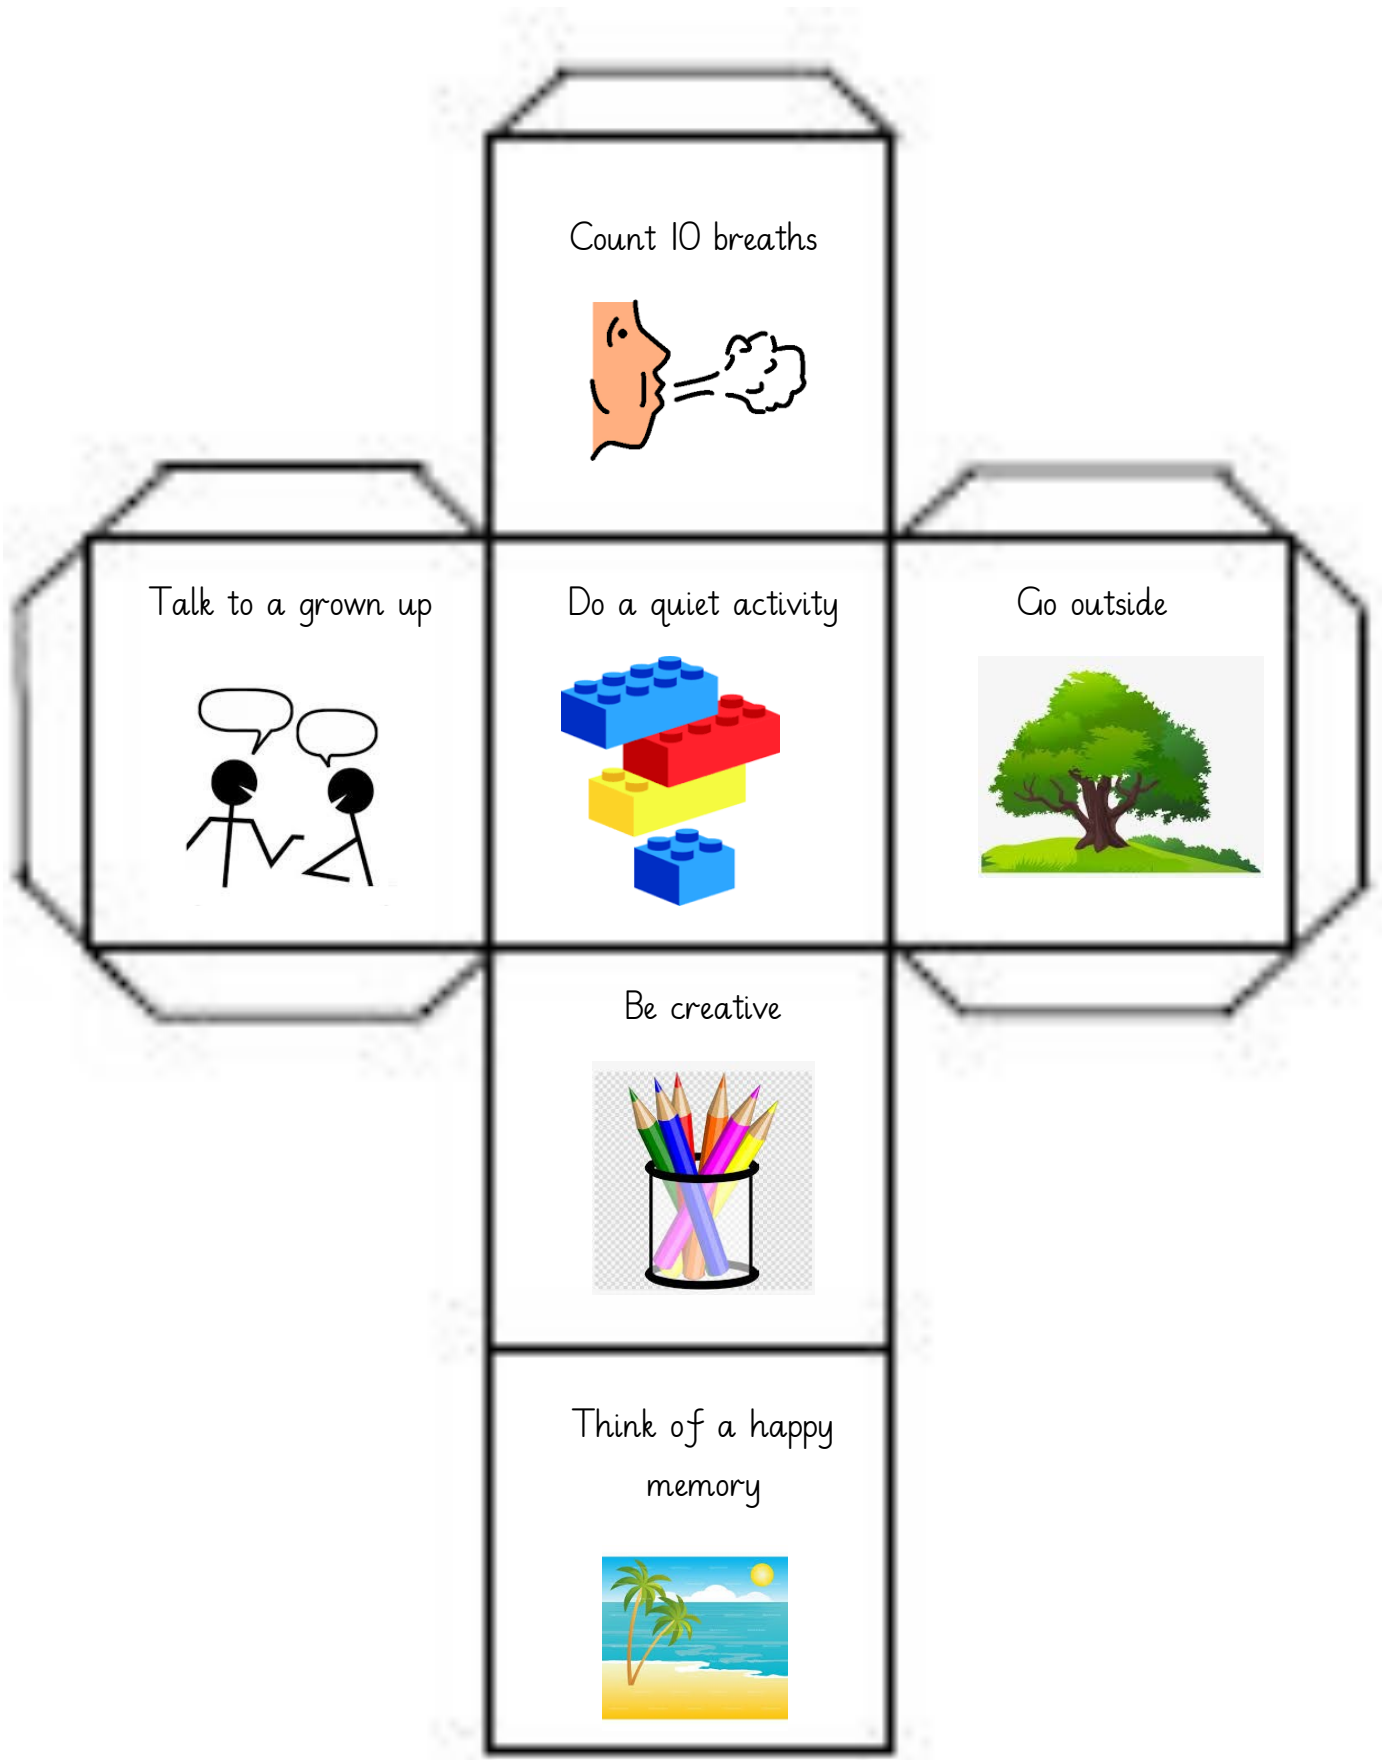 Count 10 breaths
Talk to a grown up
Do a quiet activity
Go outside
Be creative
Think of a happy
memory